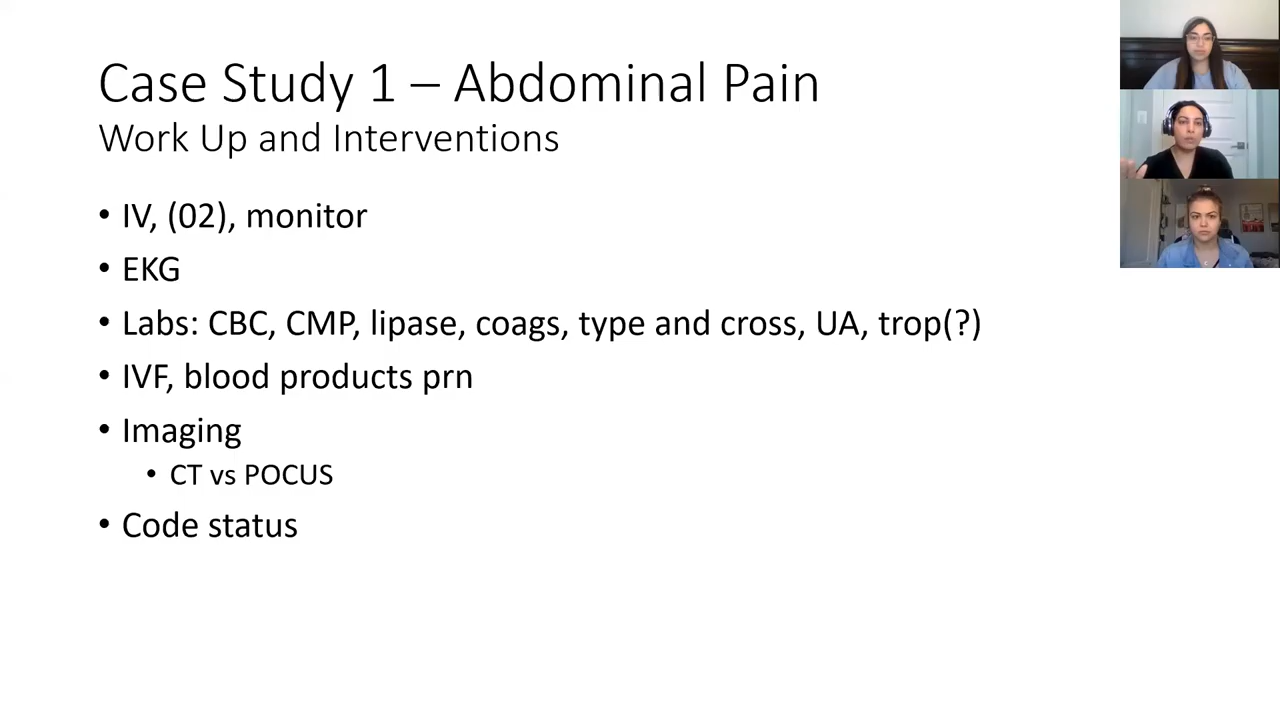 Case Study 1 – Abdominal Pain
Work Up and Interventions
• IV, (02), monitor
• EKG
• Labs: CBC, CMP, lipase, coags, type and cross, UA, trop(?)
• IVF, blood products prn
• Imaging
• CT vs POCUS
• Code status